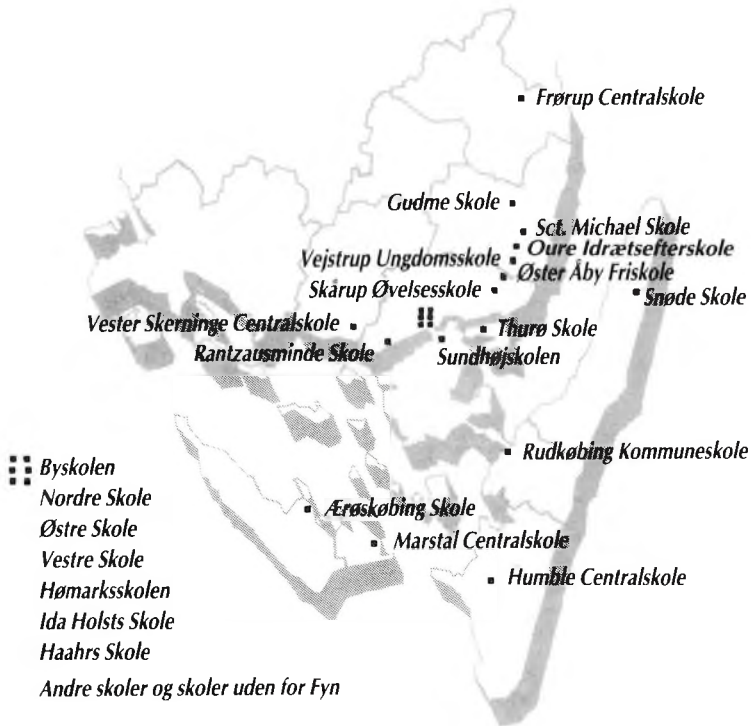 Frørup Centralskole
Gudme Skole
Sct. Michael Skole
Oure Idrætsefterskole
Vejstrup Ungdomsskole
Øster Åby Friskole
Skårup Øvelsesskole
Snøde Skole
Vester Skerninge Centralskole
Thurø Skole
Rantzausminde Skole
Sundhøjskolen
Rudkøbing Kommuneskole
Ærøskøbing Skole
Marstal Centralskole
Humble Centralskole
Byskolen
Nordre Skole
Østre Skole
Vestre Skole
Hømarksskolen
Ida Holsts Skole
Haahrs Skole
Andre skoler og skoler uden for Fyn